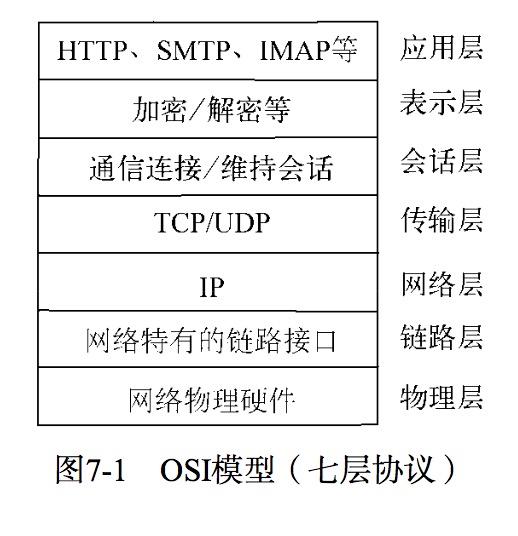 HTTP、SMTP、IMAP等 应用层
加密/解密等 表示层
通信连接/维持会话 会话层
TCP/UDP 传输层
IP 网络层
网络特有的链路接口 链路层
网络物理硬件 物理层
图7-1 OSI模型（七层协议）